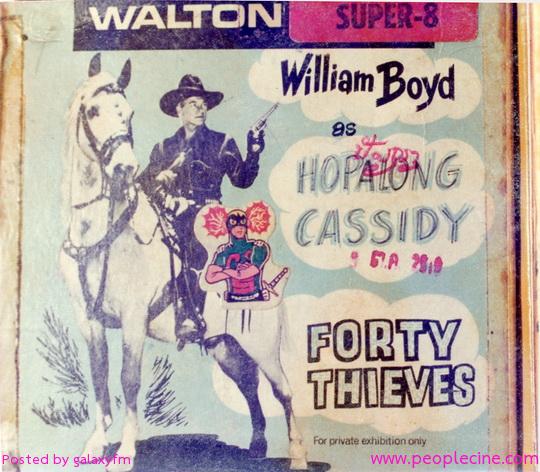 WALTON
SUPER-8
William Boyd
as
HOPALONG
CASSIDY
FORTY
THIEVES
For private exhibition only
Posted by galaxyfm
www.peoplecine.com